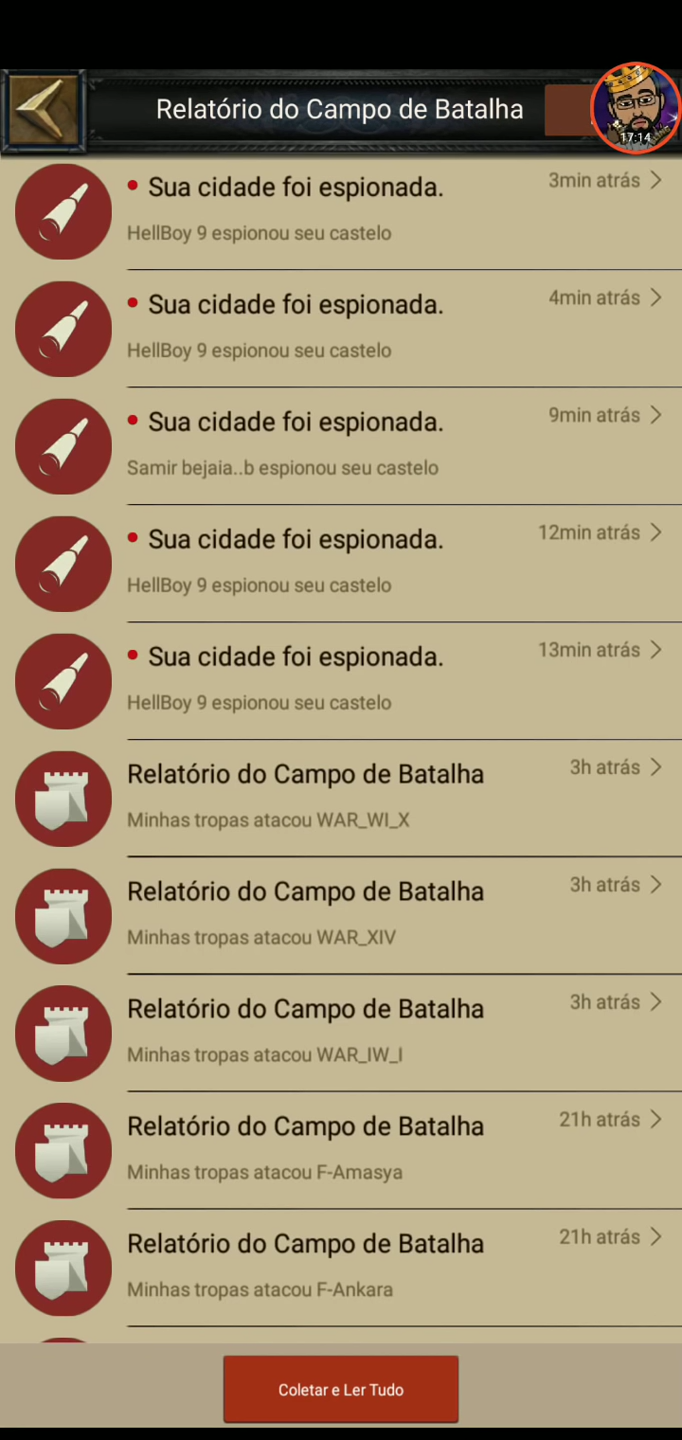 Relatório do Campo de Batalha
17:14
Sua cidade foi espionada.
3min atrás
HellBoy 9 espionou seu castelo
Sua cidade foi espionada.
4min atrás
HellBoy 9 espionou seu castelo
Sua cidade foi espionada.
9min atrás
Samir bejaia..b espionou seu castelo
Sua cidade foi espionada.
12min atrás
HellBoy 9 espionou seu castelo
Sua cidade foi espionada.
13min atrás
HellBoy 9 espionou seu castelo
Relatório do Campo de Batalha
3h atrás
Minhas tropas atacou WAR_WI_X
Relatório do Campo de Batalha
3h atrás
Minhas tropas atacou WAR_XIV
Relatório do Campo de Batalha
3h atrás
Minhas tropas atacou WAR_IW_I
Relatório do Campo de Batalha
21h atrás
Minhas tropas atacou F-Amasya
Relatório do Campo de Batalha
21h atrás
Minhas tropas atacou F-Ankara
Coletar e Ler Tudo